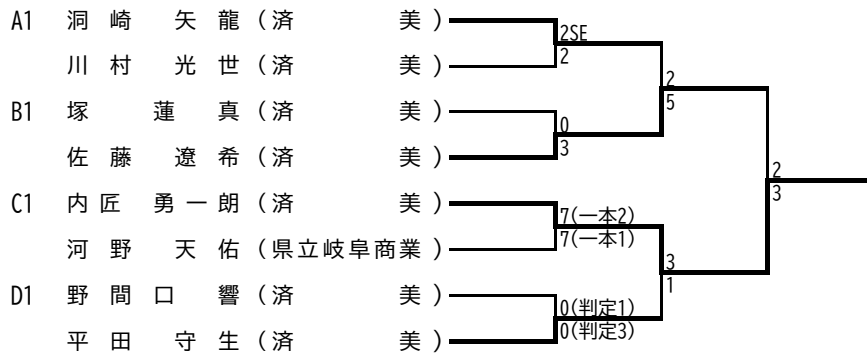 A1 洞崎 矢龍(済 美)
2SE
川村 光世(済 美)
2
2
B1 塚 蓮真(済 美)
5
0
佐藤 遼希(済 美)
3
2
C1 内匠 勇一朗(済 美)
3
7(一本2)
河野 天佑(県立岐阜商業)
7(一本1)
3
D1 野間口 響(済 美)
1
0(判定1)
平田 守生(済 美)
0(判定3)